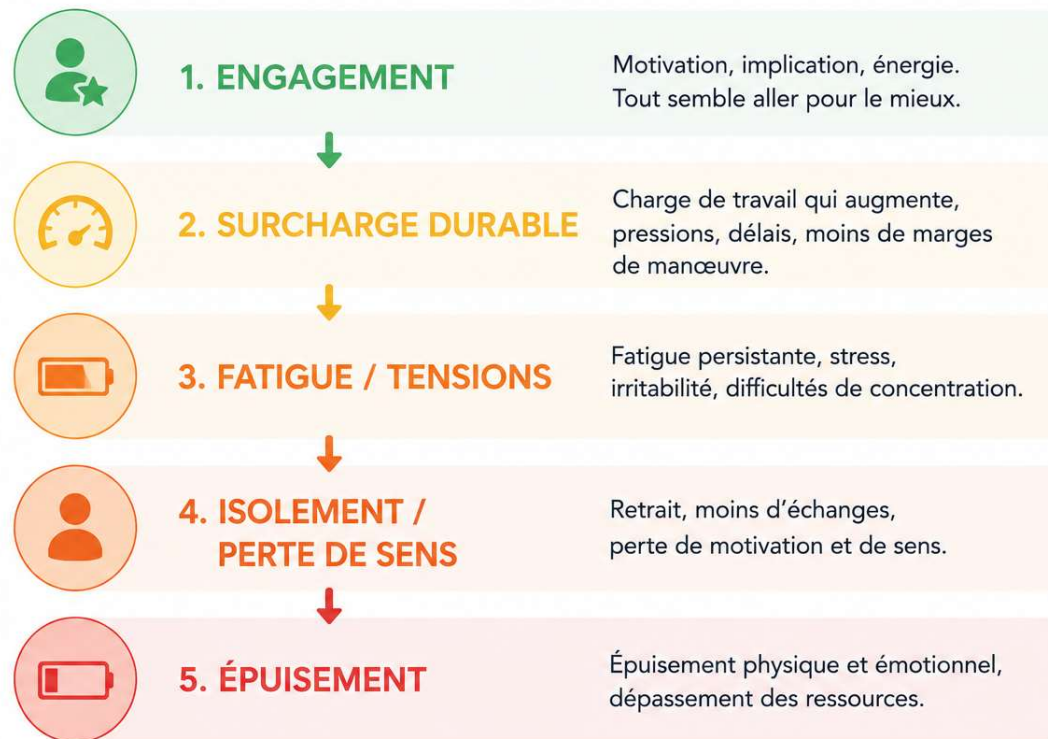 1. ENGAGEMENT
Motivation, implication, énergie.
Tout semble aller pour le mieux.
2. SURCHARGE DURABLE
Charge de travail qui augmente,
pressions, délais, moins de marges
de manœuvre.
3. FATIGUE / TENSIONS
Fatigue persistante, stress,
irritabilité, difficultés de concentration.
4. ISOLEMENT /
PERTE DE SENS
Retrait, moins d’échanges,
perte de motivation et de sens.
5. ÉPUISEMENT
Épuisement physique et émotionnel,
dépassement des ressources.